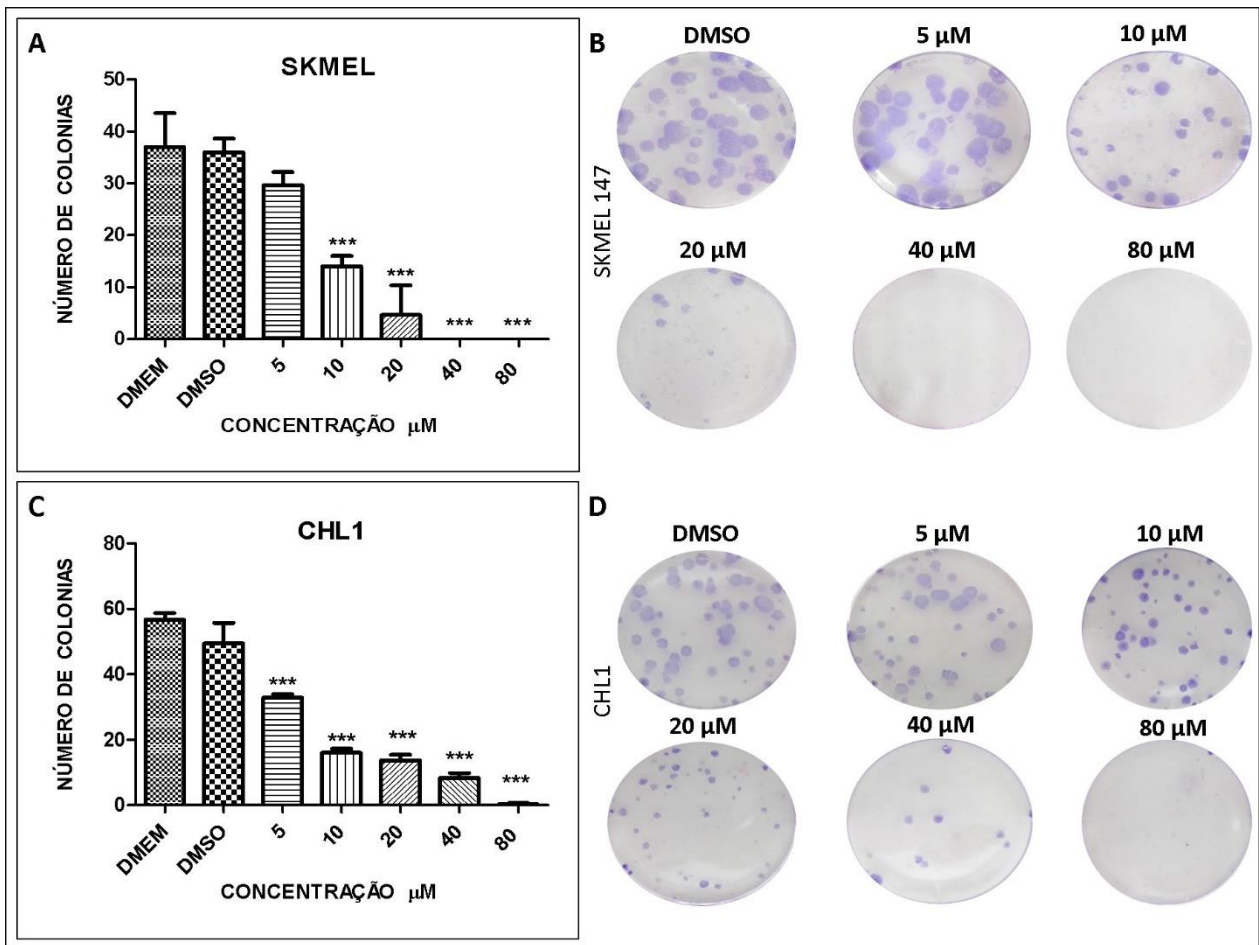 A
SKMEL
NÚMERO DE COLONIAS
50
40
30
20
10
0
***
***
***
***
DMEM
DMSO
5
10
20
40
80
CONCENTRAÇÃO µM
B
SKMEL 147
DMSO
5 µM
10 µM
20 µM
40 µM
80 µM
C
CHL1
NÚMERO DE COLONIAS
80
60
40
20
0
***
***
***
***
***
DMEM
DMSO
5
10
20
40
80
CONCENTRAÇÃO µM
D
CHL1
DMSO
5 µM
10 µM
20 µM
40 µM
80 µM